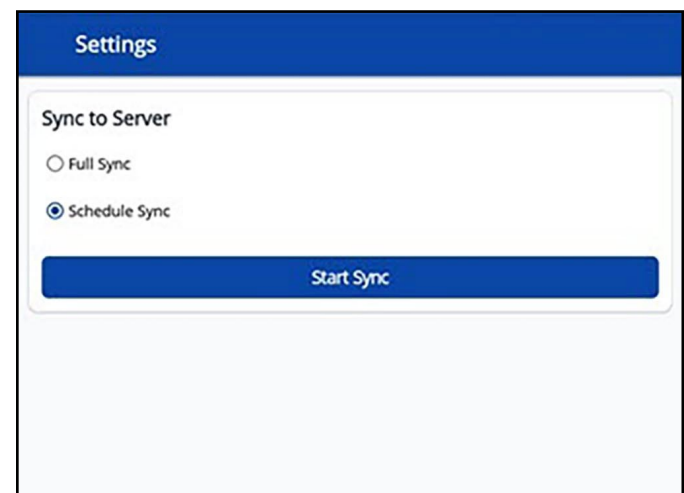 Settings
Sync to Server
Full Sync
Schedule Sync
Start Sync